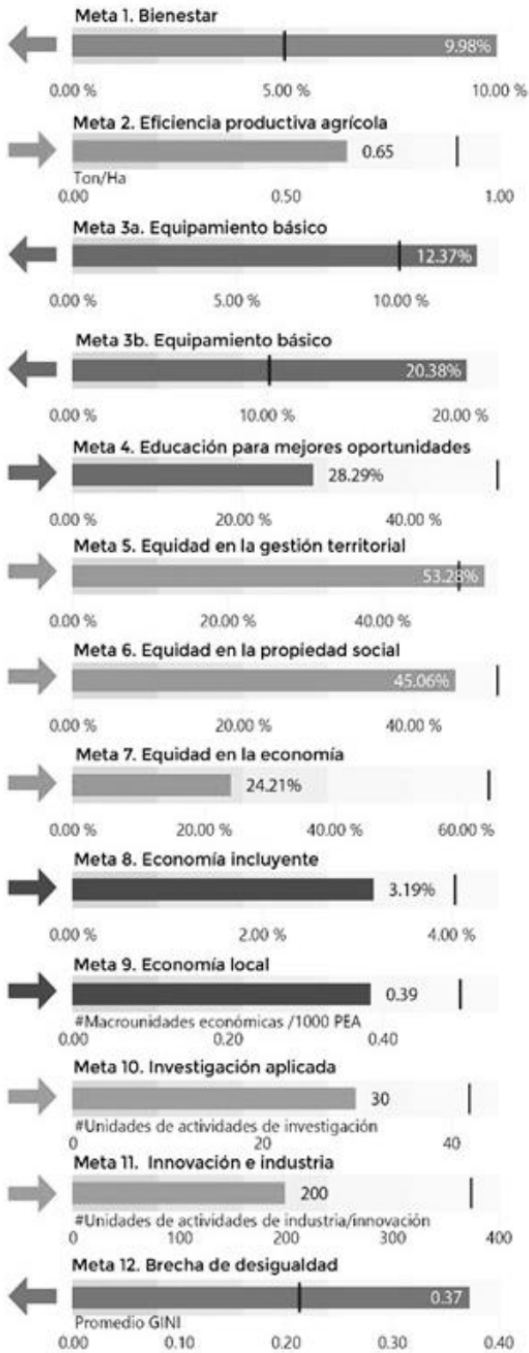 Meta 1. Bienestar
9.98%
0.00 % 5.00 % 10.00 %
Meta 2. Eficiencia productiva agrícola
0.65
Ton/Ha
0.00 0.50 1.00
Meta 3a. Equipamiento básico
12.37%
0.00 % 5.00 % 10.00 %
Meta 3b. Equipamiento básico
20.38%
0.00 % 10.00 % 20.00 %
Meta 4. Educación para mejores oportunidades
28.29%
0.00 % 20.00 % 40.00 %
Meta 5. Equidad en la gestión territorial
53.28%
0.00 % 20.00 % 40.00 %
Meta 6. Equidad en la propiedad social
45.06%
0.00 % 20.00 % 40.00 %
Meta 7. Equidad en la economía
24.21%
0.00 % 20.00 % 40.00 % 60.00 %
Meta 8. Economía incluyente
3.19%
0.00 % 2.00 % 4.00 %
Meta 9. Economía local
0.39
#Macrounidades económicas /1000 PEA
0.00 0.20 0.40
Meta 10. Investigación aplicada
30
#Unidades de actividades de investigación
0 20 40
Meta 11. Innovación e industria
200
#Unidades de actividades de industria/innovación
0 100 200 300 400
Meta 12. Brecha de desigualdad
0.37
Promedio GINI
0.00 0.10 0.20 0.30 0.40